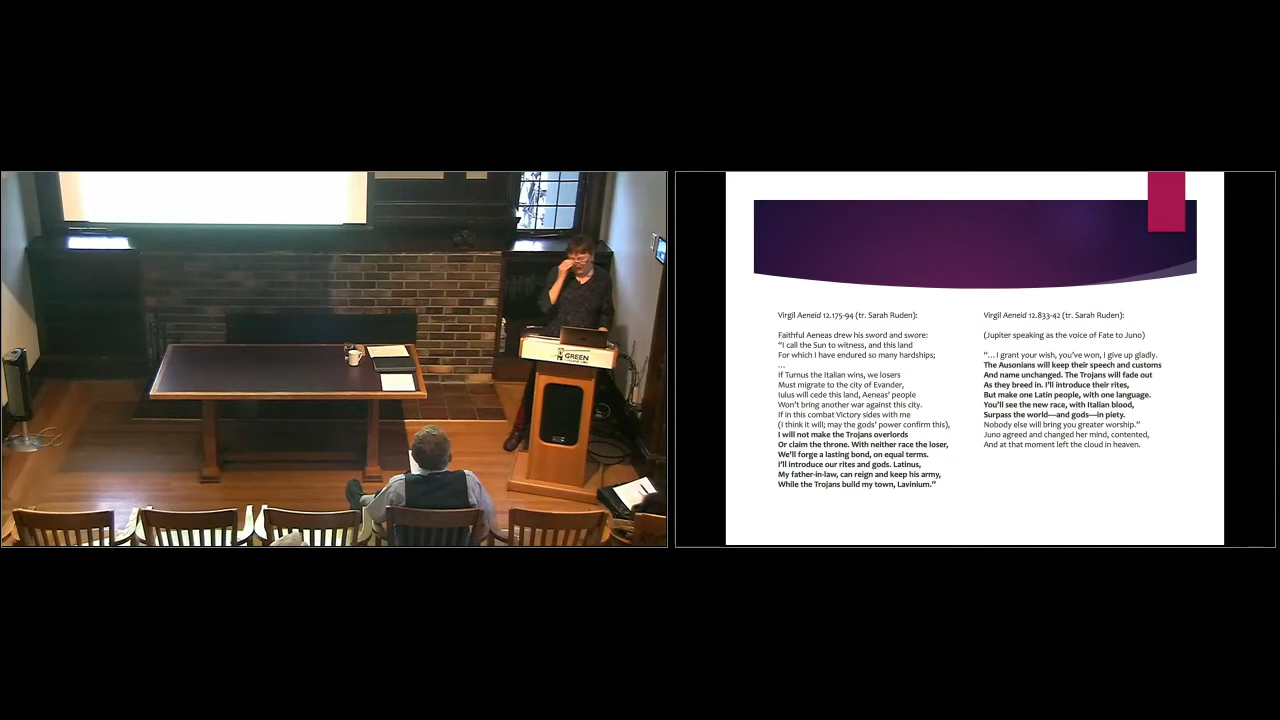 GREEN
Virgil Aeneid 12.175-94 (tr. Sarah Ruden):
Faithful Aeneas drew his sword and swore:
“I call the Sun to witness, and this land
For which I have endured so many hardships;
…
If Turnus the Italian wins, we losers
Must migrate to the city of Evander,
Iulus will cede this land, Aeneas’ people
Won’t bring another war against this city.
If in this combat Victory sides with me
(I think it will; may the gods’ power confirm this),
I will not make the Trojans overlords
Or claim the throne. With neither race the loser,
We’ll forge a lasting bond, on equal terms.
I’ll introduce our rites and gods. Latinus,
My father-in-law, can reign and keep his army,
While the Trojans build my town, Lavinium.”
Virgil Aeneid 12.833-42 (tr. Sarah Ruden):
(Jupiter speaking as the voice of Fate to Juno)
“… I grant your wish, you’ve won, I give up gladly.
The Ausonians will keep their speech and customs
And name unchanged. The Trojans will fade out
As they breed in. I’ll introduce their rites,
But make one Latin people, with one language.
You’ll see the new race, with Italian blood,
Surpass the world—and gods—in piety.
Nobody else will bring you greater worship.”
Juno agreed and changed her mind, contented,
And at that moment left the cloud in heaven.